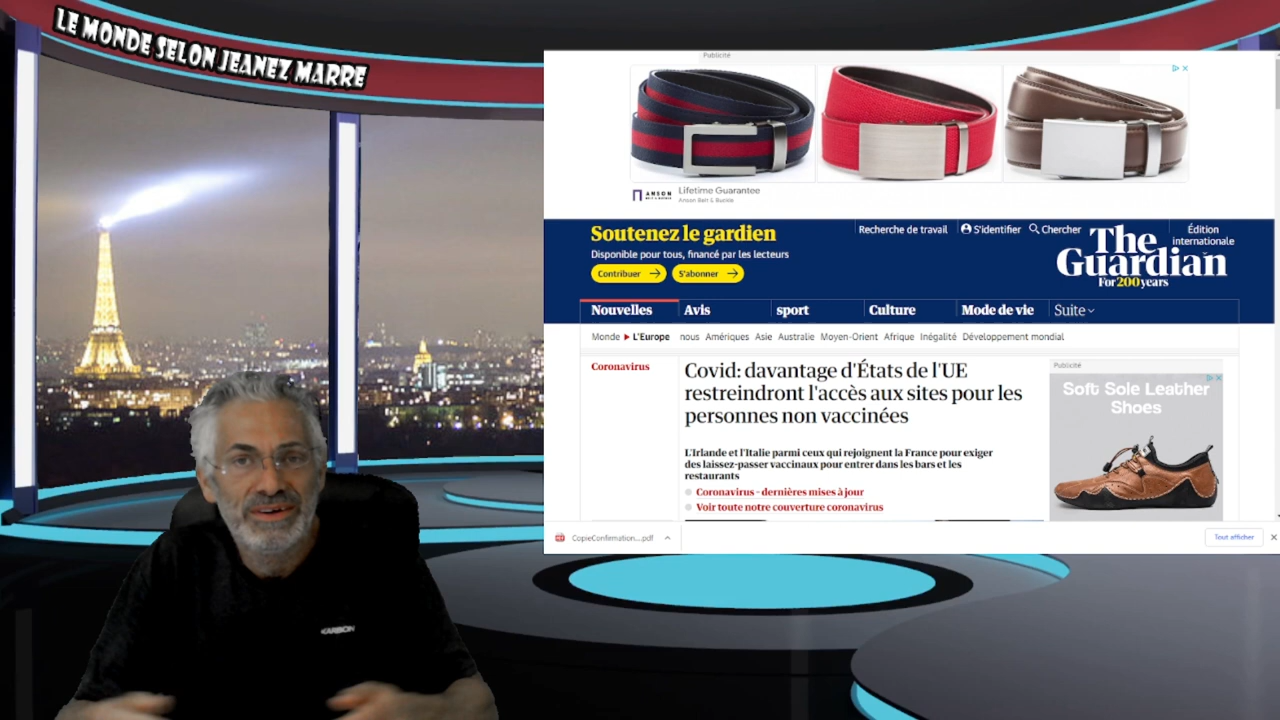 LE MONDE SELON JEANEZ MARRE
Publicité
ANSON
BELT & BUCKLE
Lifetime Guarantee
Anson Belt & Buckle
Soutenez le gardien
Disponible pour tous, financé par les lecteurs
Contribuer
S'abonner
Recherche de travail
S'identifier
Chercher
Édition
internationale
The
Guardian
For 200 years
Nouvelles
Avis
sport
Culture
Mode de vie
Suite
Monde L'Europe nous Amériques Asie Australie Moyen-Orient Afrique Inégalité Développement mondial
Coronavirus
Covid: davantage d'États de l'UE
restreindront l'accès aux sites pour les
personnes non vaccinées
L'Irlande et l'Italie parmi ceux qui rejoignent la France pour exiger
des laissez-passer vaccinaux pour entrer dans les bars et les
restaurants
Coronavirus - dernières mises à jour
Voir toute notre couverture coronavirus
Publicité
Soft Sole Leather
Shoes
CopieConfirmation....pdf
Tout afficher
KARBON